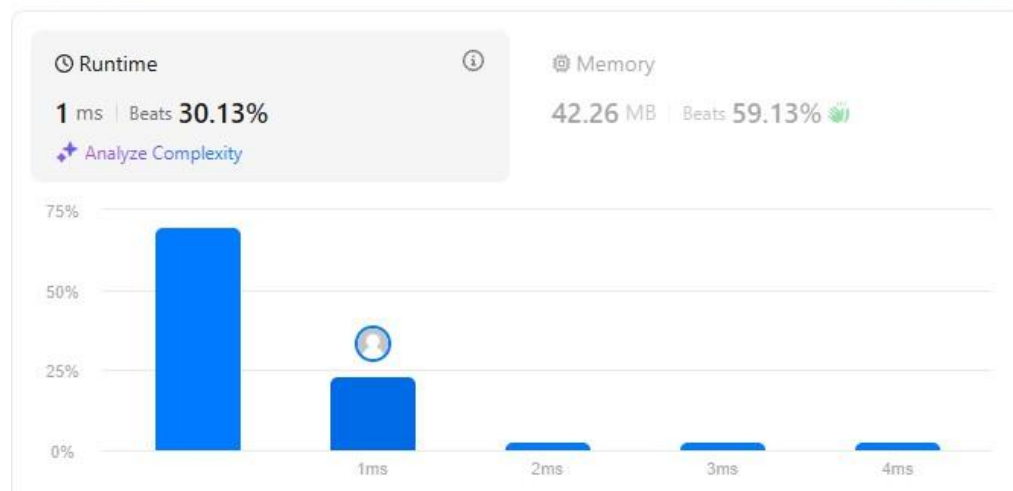 Runtime
1 ms | Beats 30.13%
Analyze Complexity
Memory
42.26 MB | Beats 59.13%
75%
50%
25%
0%
1ms 2ms 3ms 4ms